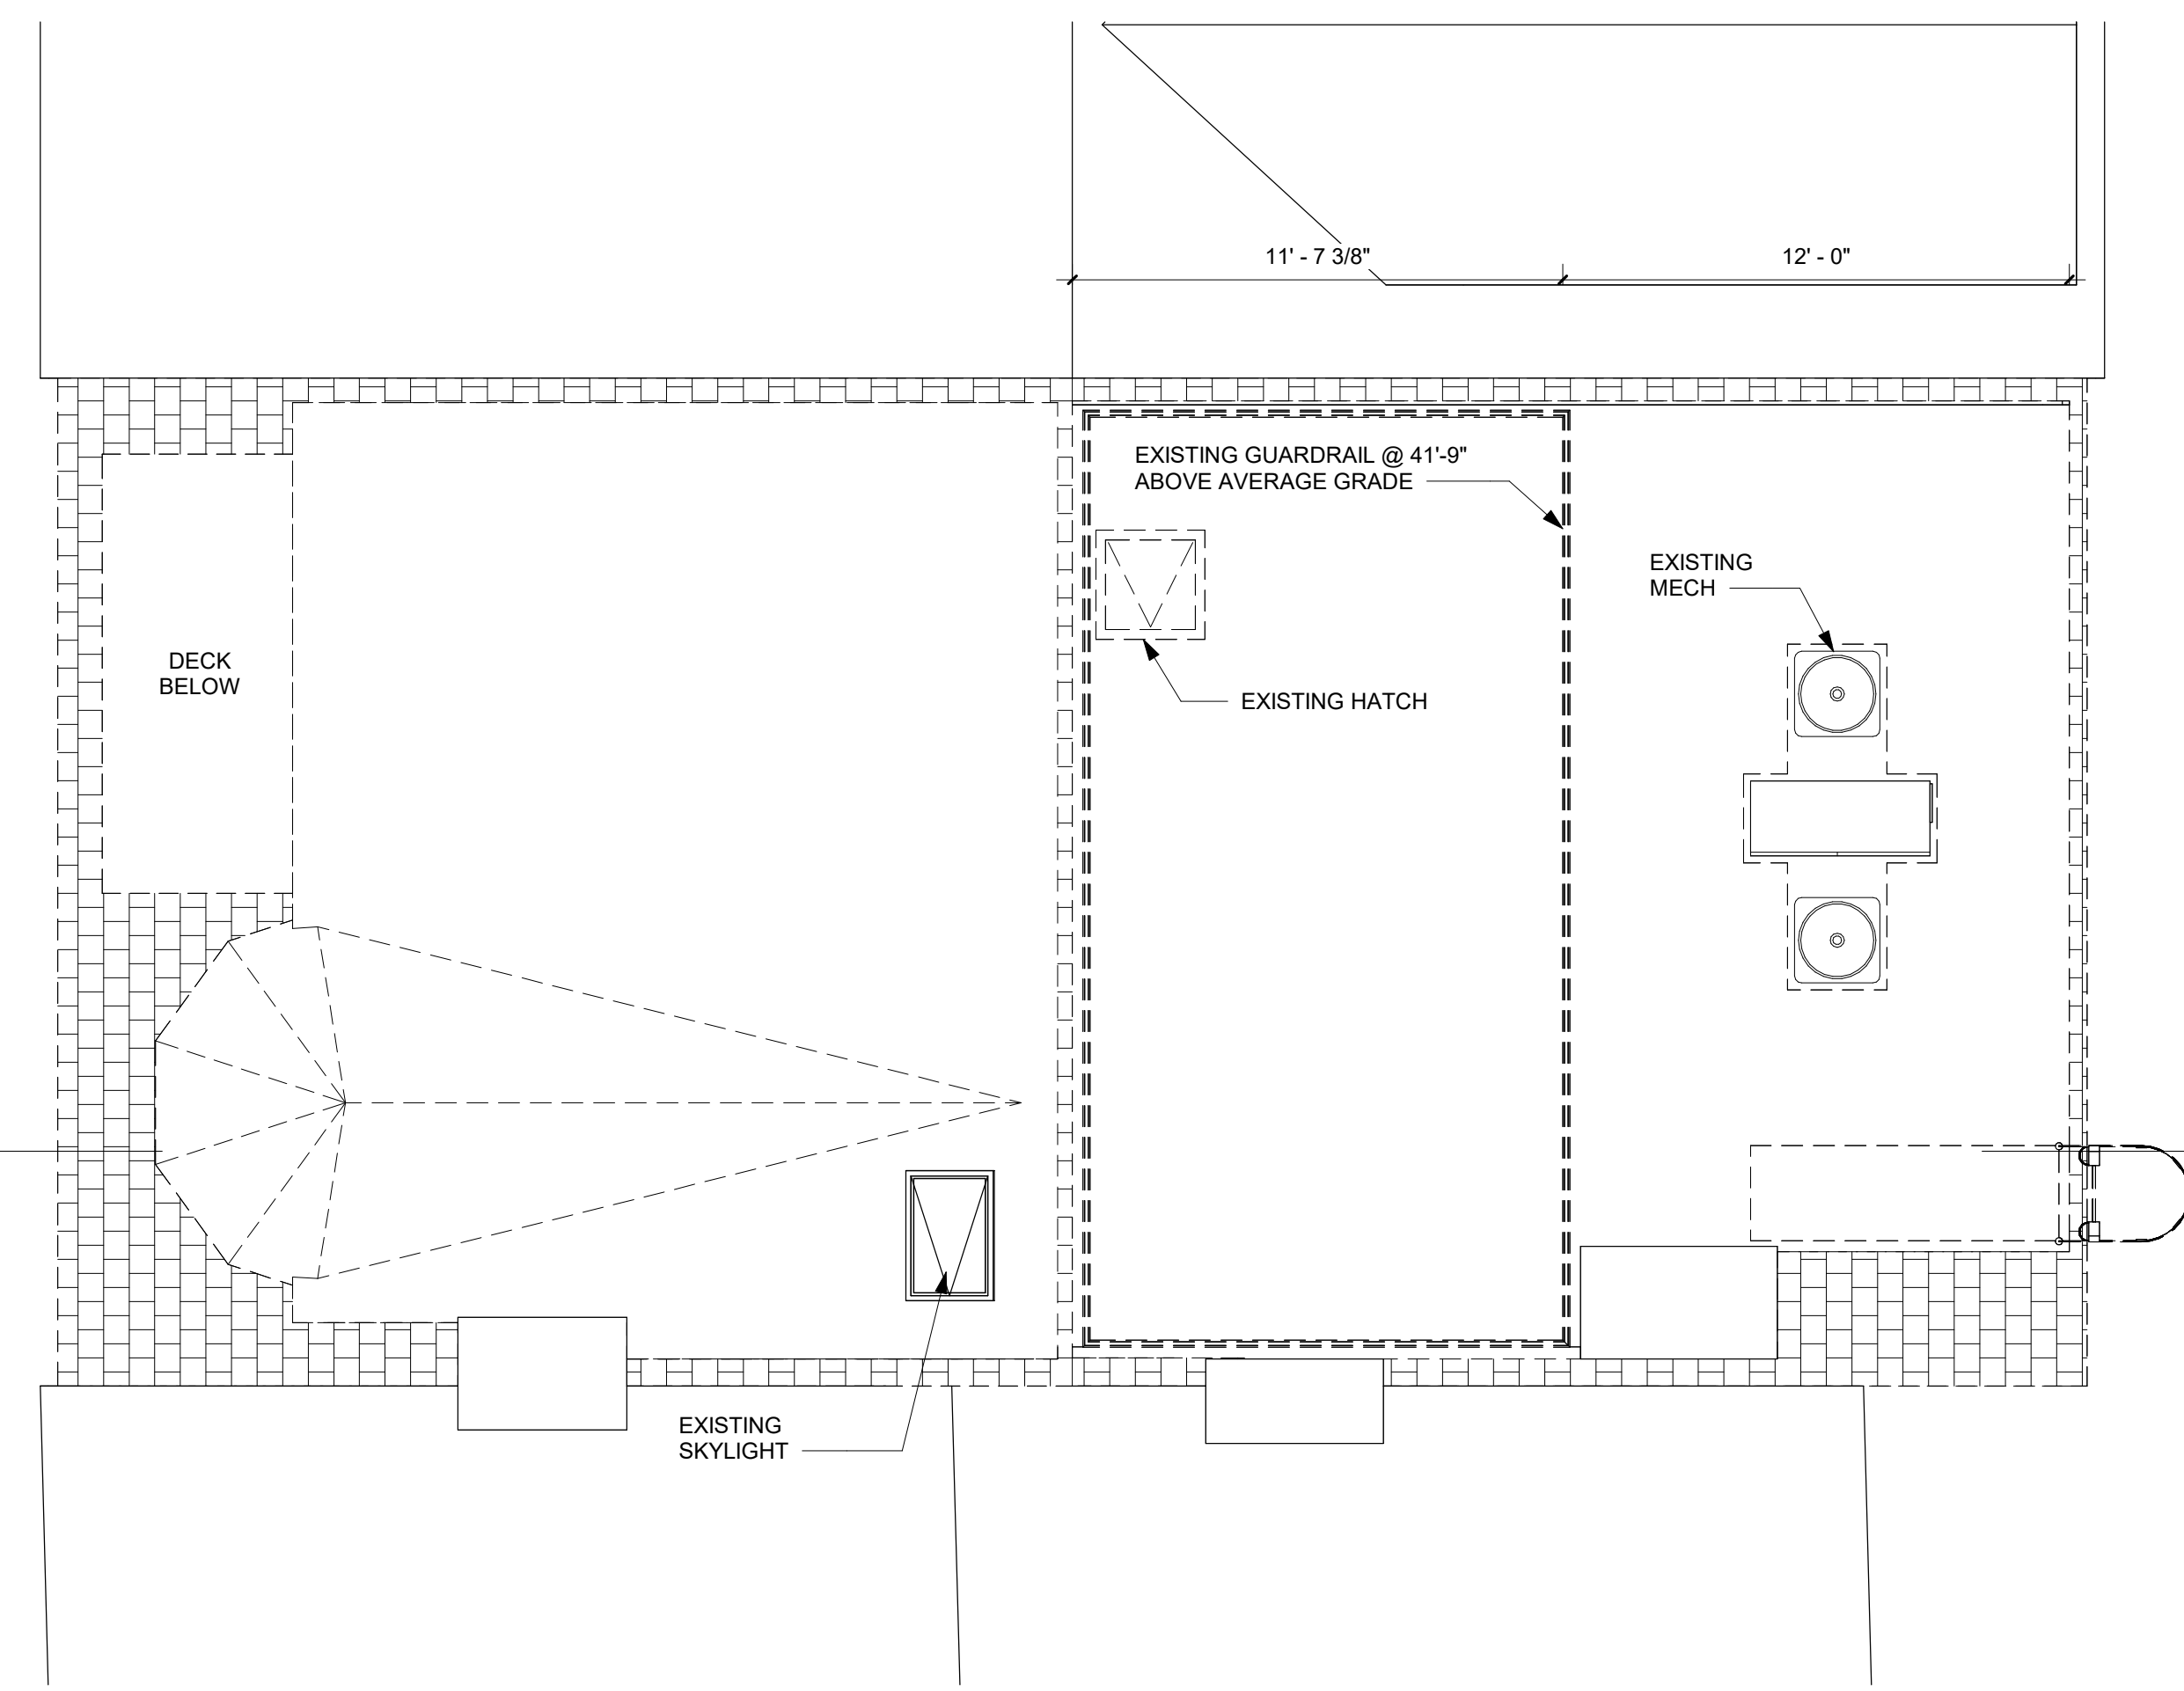 11' - 7 3/8"
12' - 0"
EXISTING GUARDRAIL @ 41'-9"
ABOVE AVERAGE GRADE
EXISTING
MECH
DECK
BELOW
EXISTING HATCH
EXISTING
SKYLIGHT